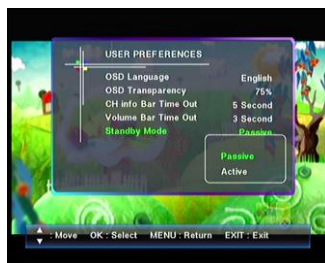 USER PREFERENCES
OSD Language English
OSD Transparency 75%
CH info Bar Time Out 5 Second
Volume Bar Time Out 3 Second
Standby Mode Passive
Passive
Active
: Move OK : Select MENU : Return EXIT : Exit